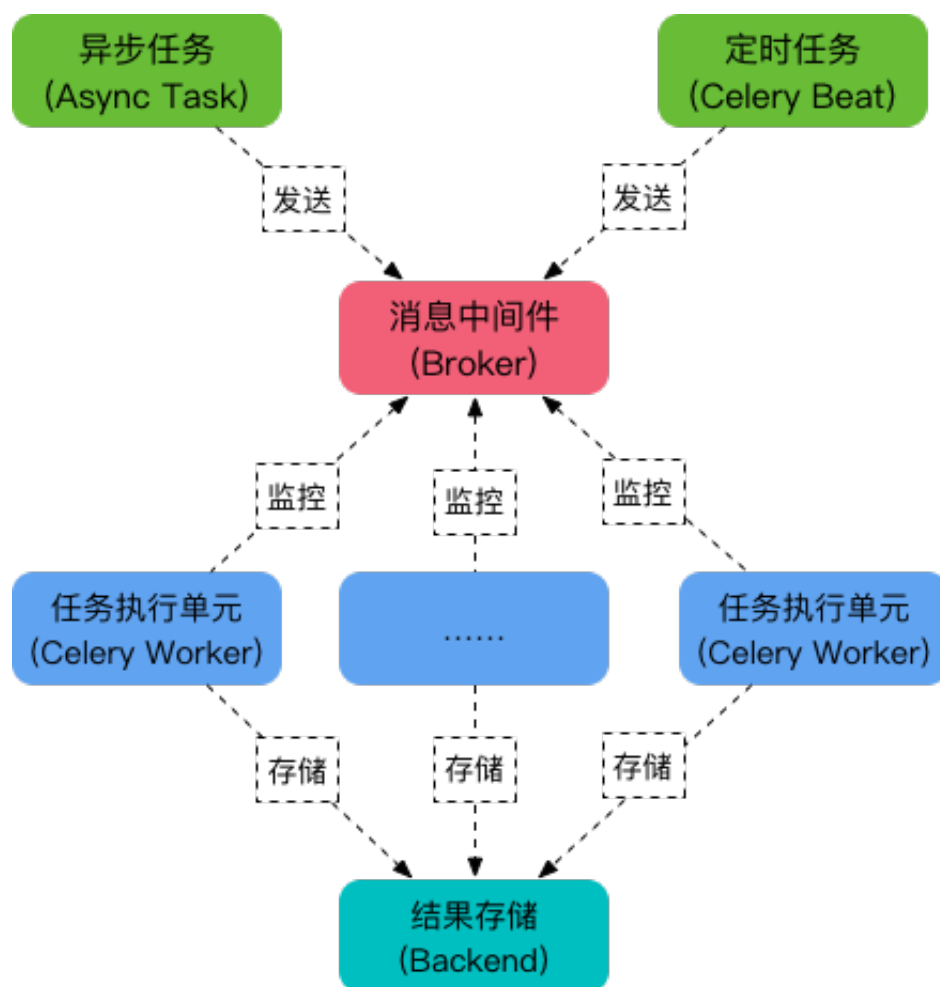 异步任务
(Async Task)
定时任务
(Celery Beat)
发送
发送
消息中间件
(Broker)
监控
监控
监控
任务执行单元
(Celery Worker)
......
任务执行单元
(Celery Worker)
存储
存储
存储
结果存储
(Backend)